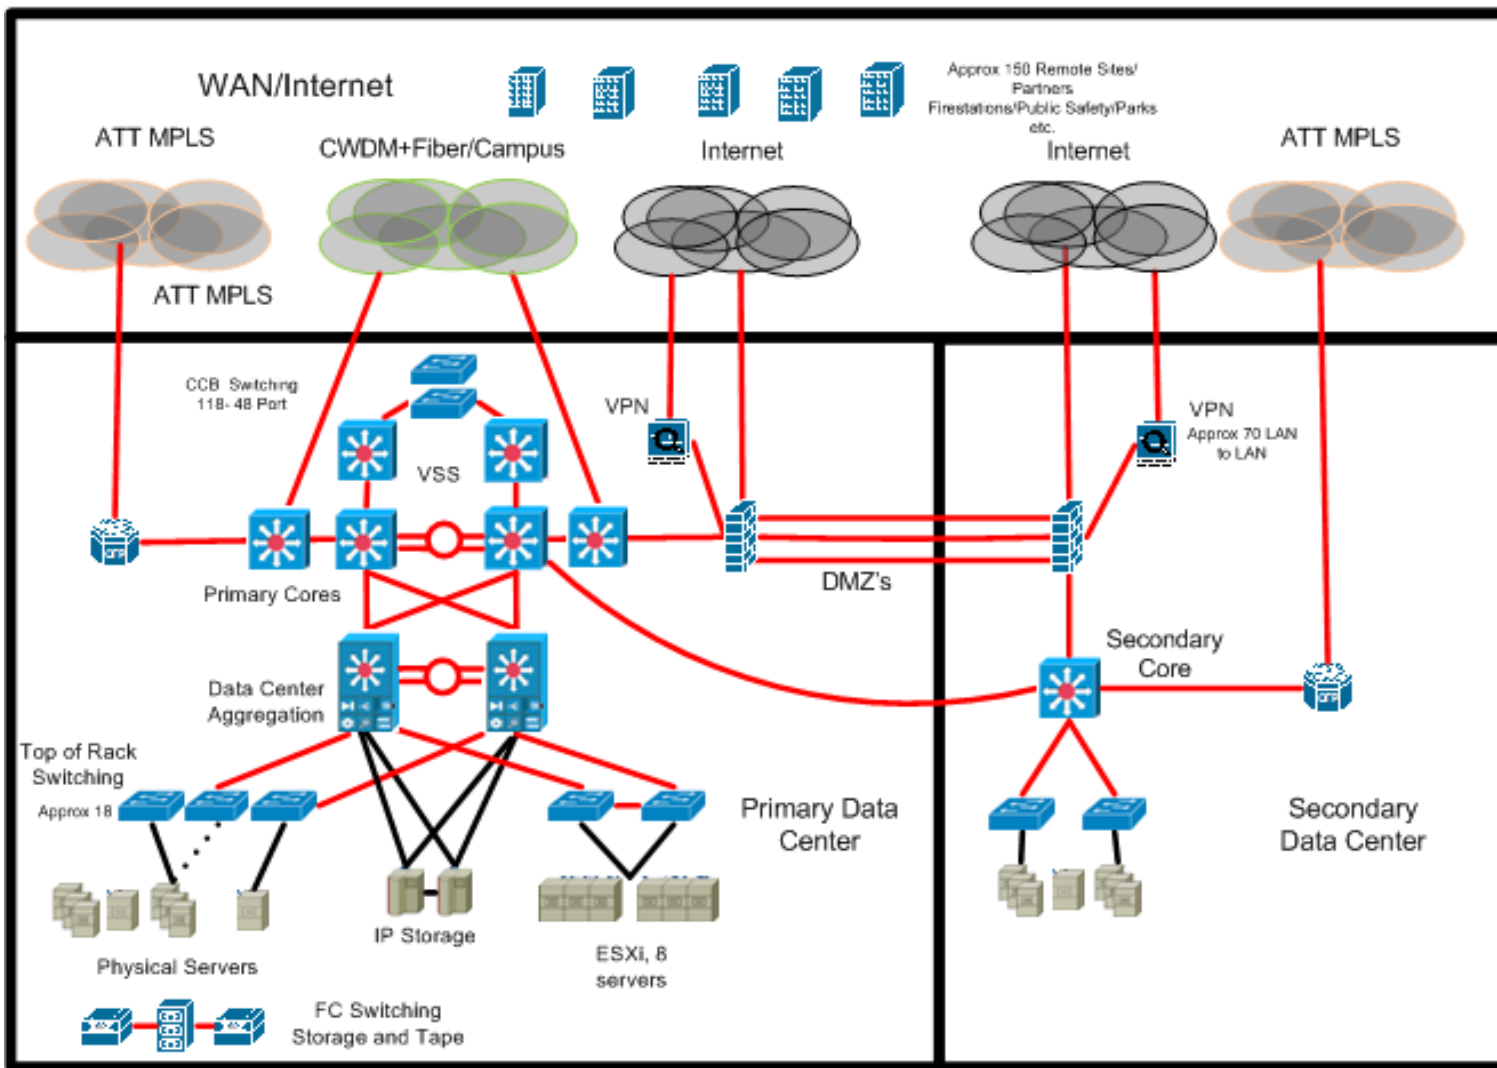 WAN/Internet
Approx 150 Remote Sites/
Partners
Firestations/Public Safety/Parks
etc.
ATT MPLS
CWDM+Fiber/Campus
Internet
Internet
ATT MPLS
ATT MPLS
CCB Switching
118- 48 Port
VSS
VPN
VPN
Approx 70 LAN
to LAN
Primary Cores
DMZ's
Secondary
Core
Data Center
Aggregation
Top of Rack
Switching
Approx 18
Primary Data
Center
Secondary
Data Center
IP Storage
ESXi, 8
servers
Physical Servers
FC Switching
Storage and Tape